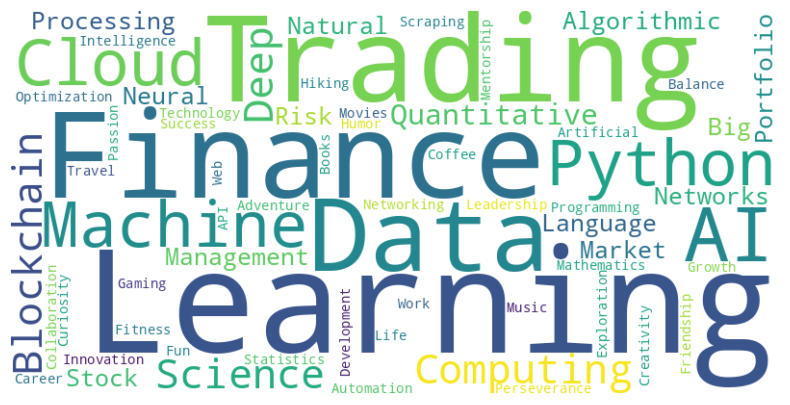 Processing
Intelligence
Cloud
Trading
Deep
Natural
Scraping
Mentorship
Algorithmic
Portfolio
Hiking
Balance
Optimization
Neural
Technology
Success
Risk
Movies
Humor
Quantitative
Artificial
Big
Passion
Finance
Travel
Web
Books
Coffee
Python
Blockchain
Machine
API
Adventure
Data
Networking
Leadership
Programming
Networks
Language
Market
AI
Management
Mathematics
Growth
Collaboration
Curiosity
Learning
Gaming
Fitness
Fun
Work
Life
Music
Development
Exploration
Creativity
Friendship
Innovation
Career
Stock
Science
Statistics
Automation
Computing
Perseverance